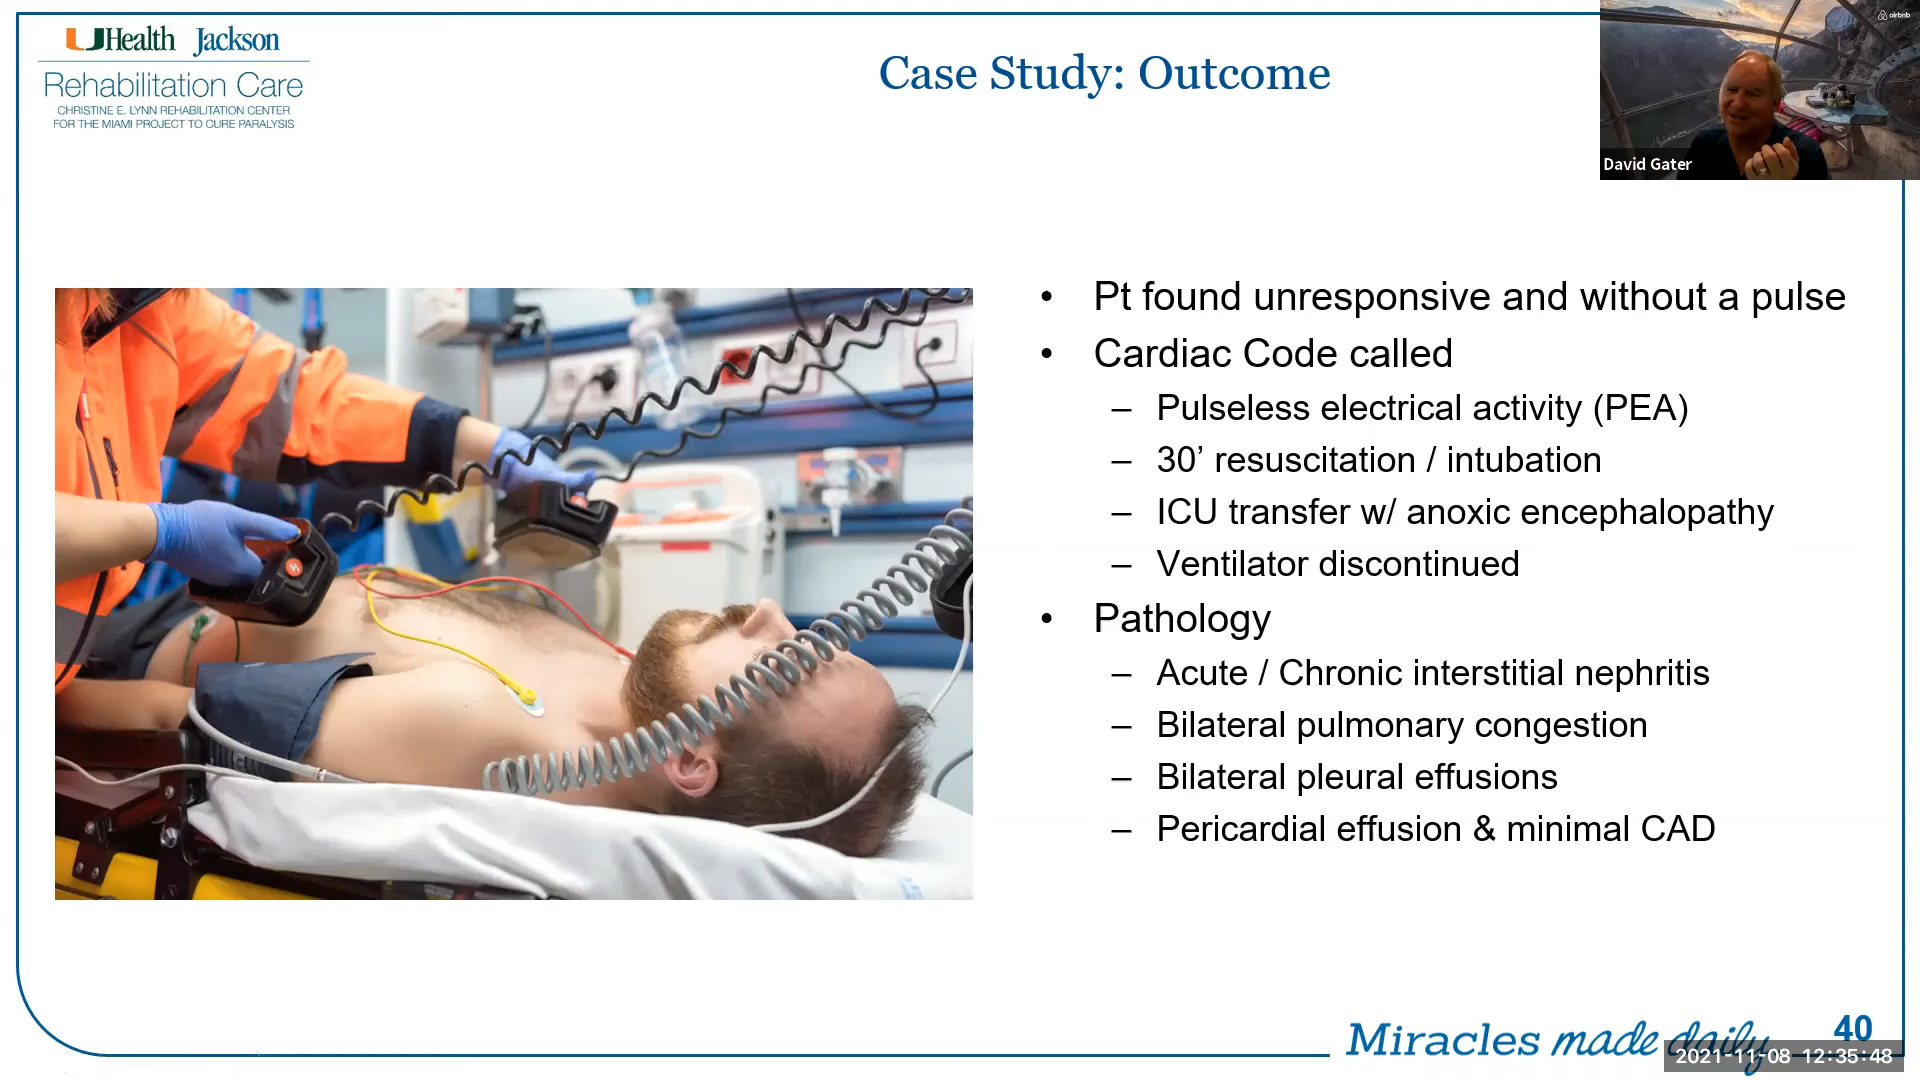 UHealth Jackson
Rehabilitation Care
CHRISTINE E. LYNN REHABILITATION CENTER
FOR THE MIAMI PROJECT TO CURE PARALYSIS
Case Study: Outcome
airbnb
David Gater
• Pt found unresponsive and without a pulse
• Cardiac Code called
– Pulseless electrical activity (PEA)
– 30’ resuscitation / intubation
– ICU transfer w/ anoxic encephalopathy
– Ventilator discontinued
• Pathology
– Acute / Chronic interstitial nephritis
– Bilateral pulmonary congestion
– Bilateral pleural effusions
– Pericardial effusion & minimal CAD
Miracles made daily
40
2021-11-08 12:35:48